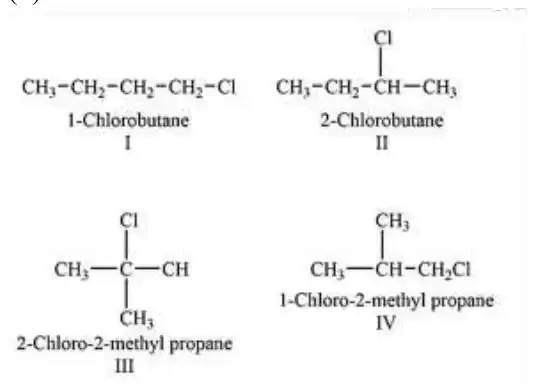 Cl
CH₃-CH₂-CH₂-CH₂-Cl
1-Chlorobutane
I
CH₃-CH₂-CH-CH₃
2-Chlorobutane
II
Cl
CH₃-C-CH
CH₃
2-Chloro-2-methyl propane
III
CH₃
CH₃-CH-CH₂Cl
1-Chloro-2-methyl propane
IV